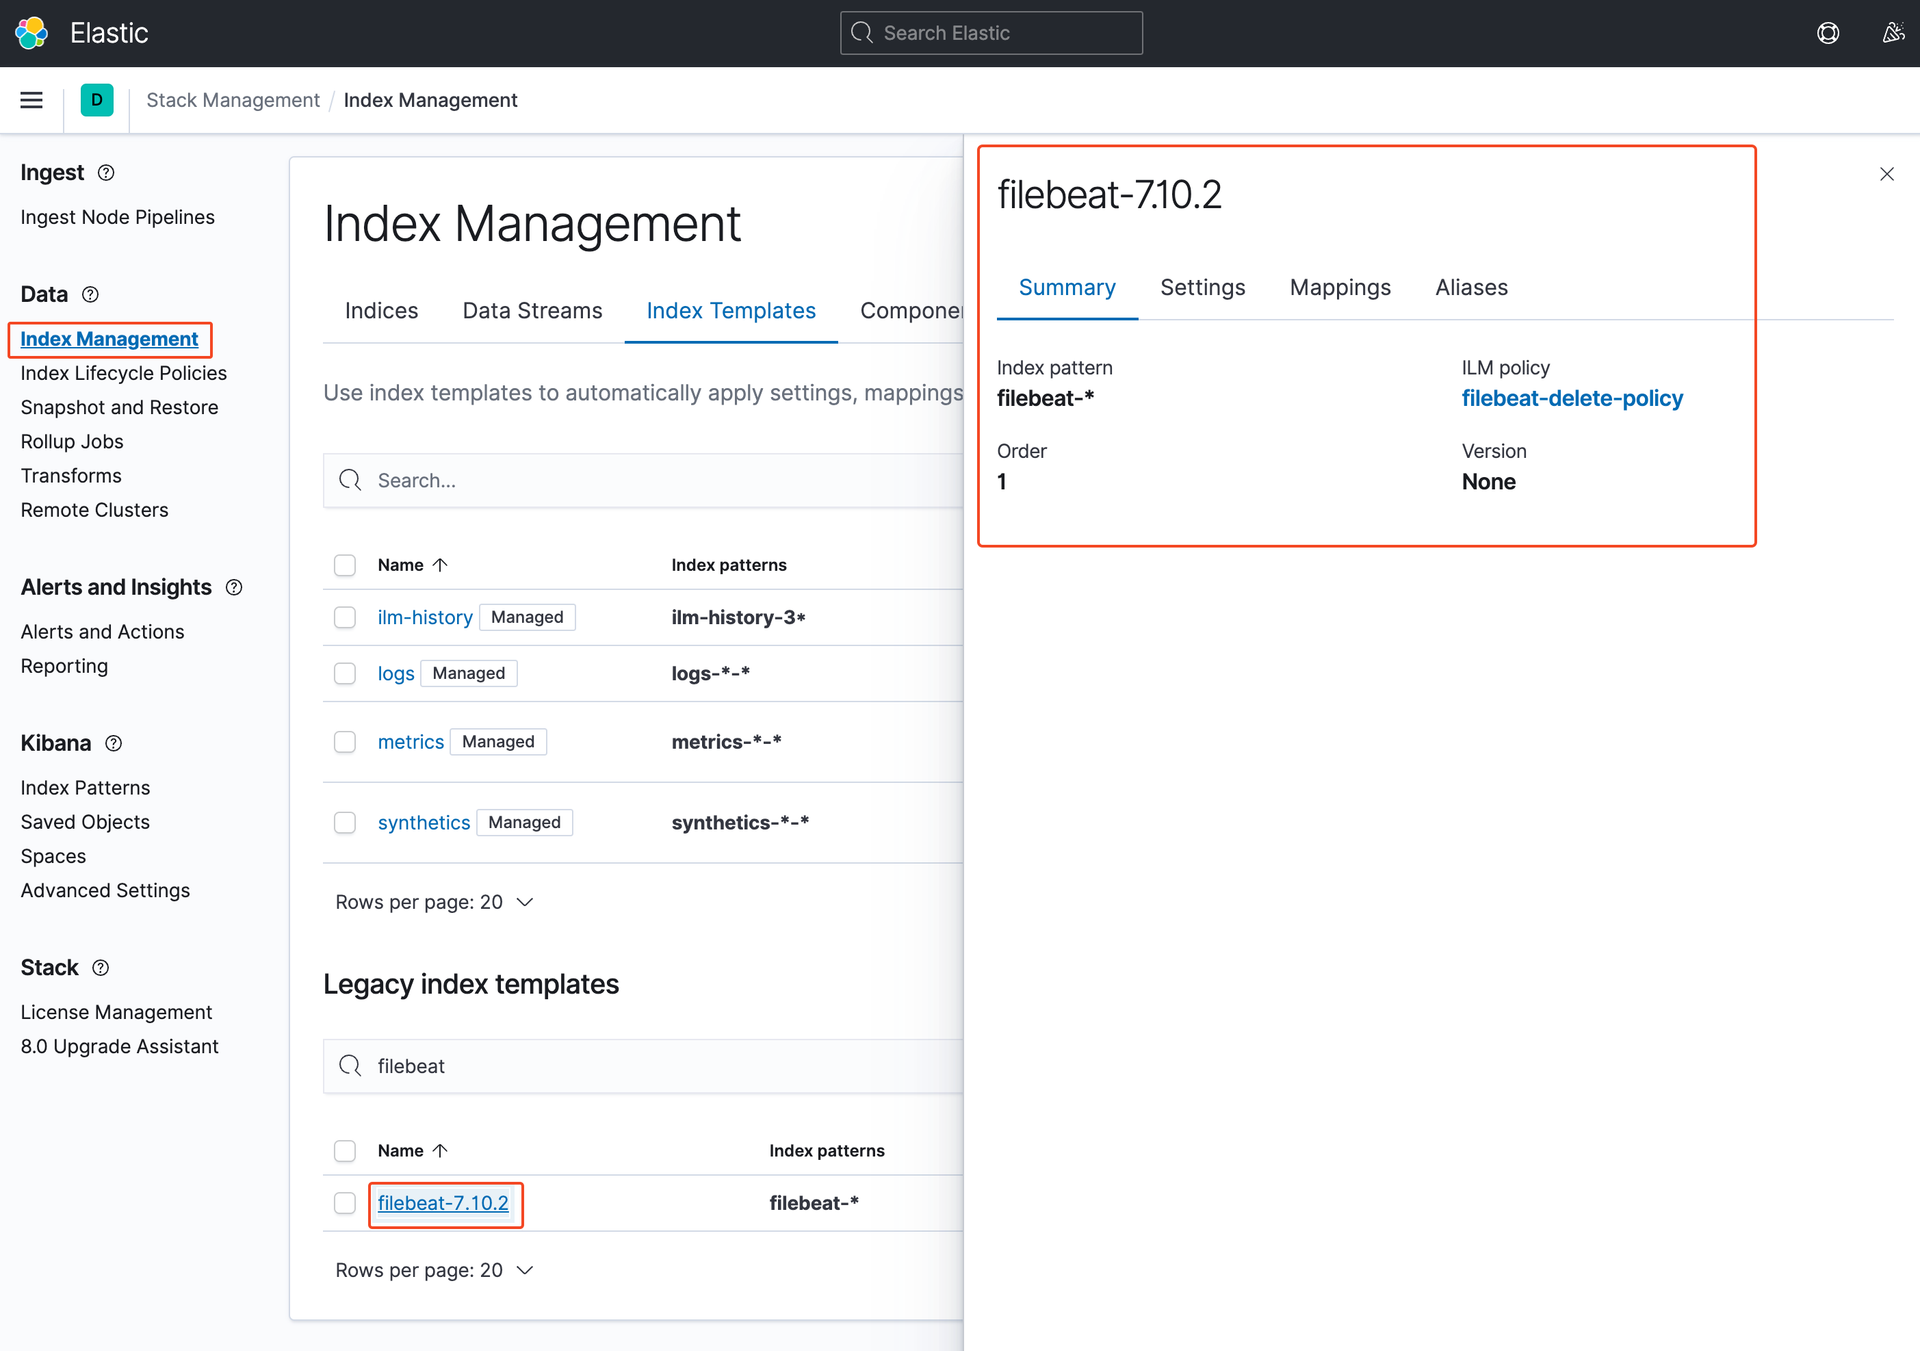 Elastic
Search Elastic
D
Stack Management / Index Management
Ingest
Ingest Node Pipelines
Data
Index Management
Index Lifecycle Policies
Snapshot and Restore
Rollup Jobs
Transforms
Remote Clusters
Alerts and Insights
Alerts and Actions
Reporting
Kibana
Index Patterns
Saved Objects
Spaces
Advanced Settings
Stack
License Management
8.0 Upgrade Assistant
Index Management
Indices Data Streams Index Templates Componen
Use index templates to automatically apply settings, mappings
Search...
Name Index patterns
ilm-history Managed ilm-history-3*
logs Managed logs-*-*
metrics Managed metrics-*-*
synthetics Managed synthetics-*-*
Rows per page: 20
Legacy index templates
filebeat
Name Index patterns
filebeat-7.10.2 filebeat-*
Rows per page: 20
filebeat-7.10.2
Summary Settings Mappings Aliases
Index pattern ILM policy
filebeat-* filebeat-delete-policy
Order Version
1 None